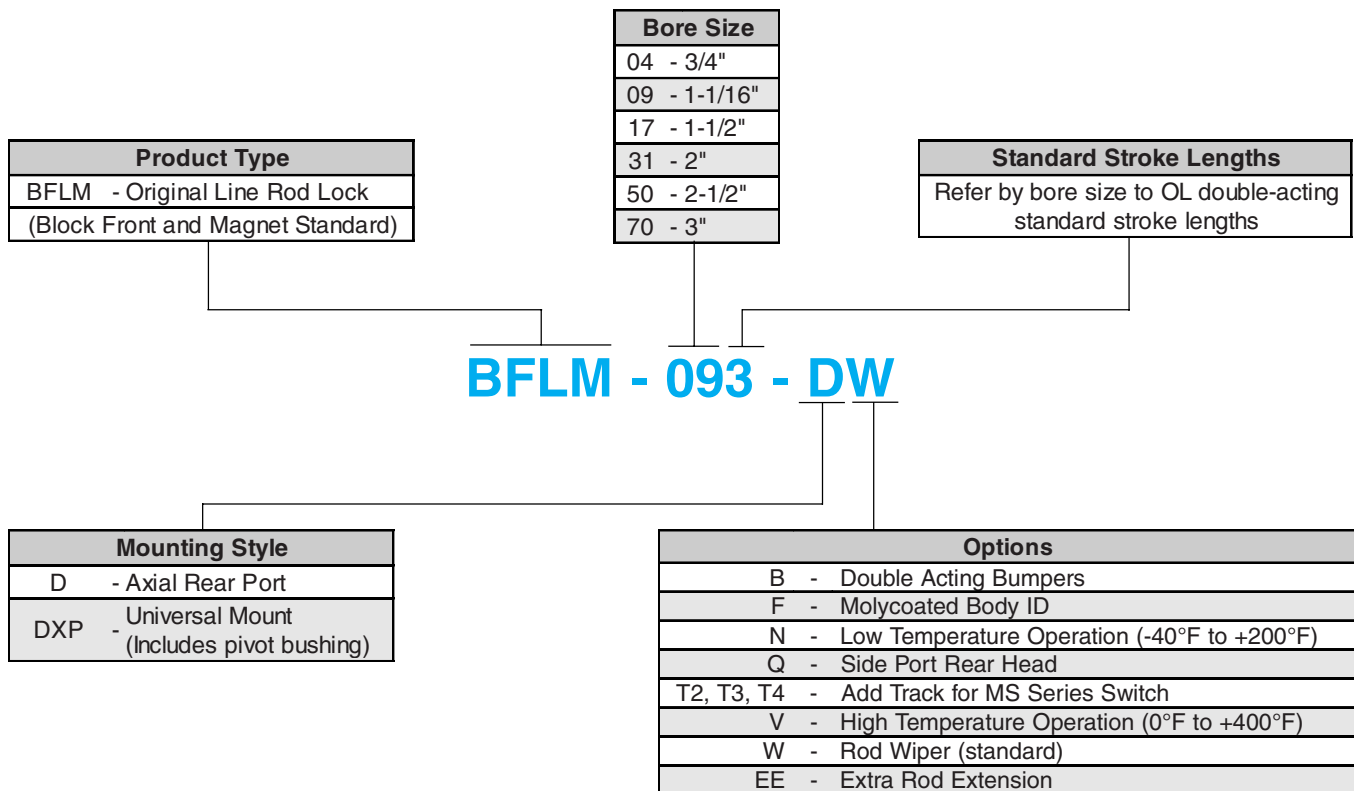 Bore Size
04 - 3/4"
09 - 1-1/16"
17 - 1-1/2"
31 - 2"
50 - 2-1/2"
70 - 3"
Product Type
BFLM - Original Line Rod Lock
(Block Front and Magnet Standard)
Standard Stroke Lengths
Refer by bore size to OL double-acting
standard stroke lengths
BFLM - 093 - DW
Mounting Style
D - Axial Rear Port
DXP - Universal Mount
(Includes pivot bushing)
Options
B - Double Acting Bumpers
F - Molycoated Body ID
N - Low Temperature Operation (-40°F to +200°F)
Q - Side Port Rear Head
T2, T3, T4 - Add Track for MS Series Switch
V - High Temperature Operation (0°F to +400°F)
W - Rod Wiper (standard)
EE - Extra Rod Extension